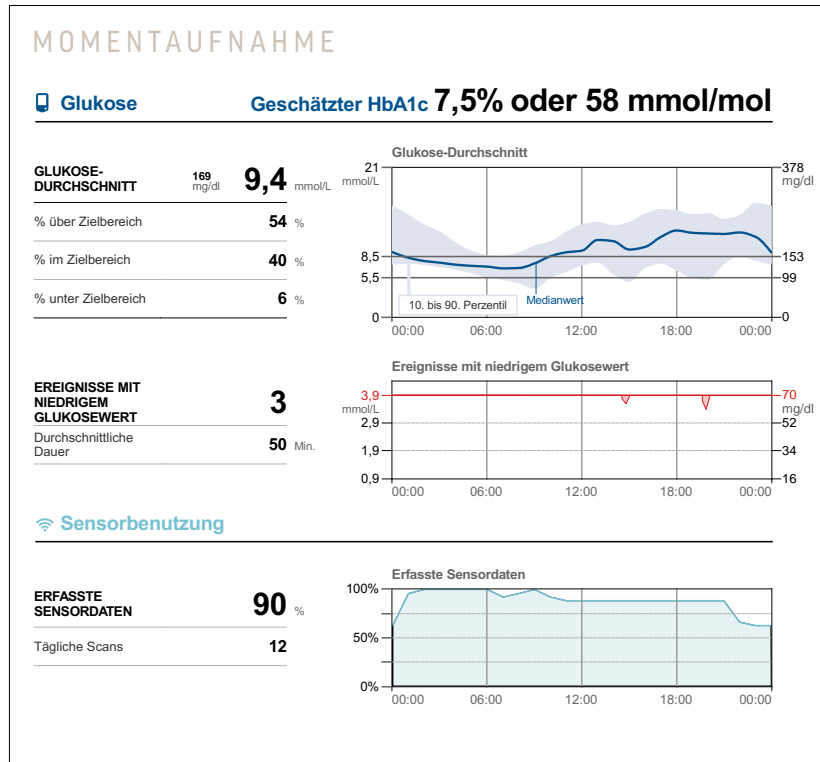 MOMENTAUFNAHME
Glukose
Geschätzter HbA1c 7,5% oder 58 mmol/mol
GLUKOSE-
DURCHSCHNITT
169
mg/dl
9,4 mmol/L
% über Zielbereich 54 %
% im Zielbereich 40 %
% unter Zielbereich 6 %
Glukose-Durchschnitt
21
mmol/L
8,5
5,5
0
378
mg/dl
153
99
0
10. bis 90. Perzentil
Medianwert
00:00 06:00 12:00 18:00 00:00
EREIGNISSE MIT
NIEDRIGEM
GLUKOSEWERT
3
Durchschnittliche
Dauer
50 Min.
Ereignisse mit niedrigem Glukosewert
3,9
mmol/L
2,9
1,9
0,9
70
mg/dl
52
34
16
00:00 06:00 12:00 18:00 00:00
Sensorbenutzung
ERFASSTE
SENSORDATEN
90 %
Tägliche Scans 12
Erfasste Sensordaten
100%
50%
0%
00:00 06:00 12:00 18:00 00:00